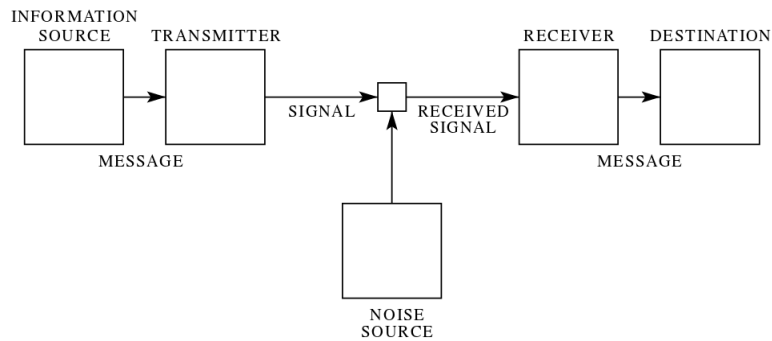 INFORMATION
SOURCE
TRANSMITTER
RECEIVER
DESTINATION
SIGNAL
RECEIVED
SIGNAL
MESSAGE
MESSAGE
NOISE
SOURCE